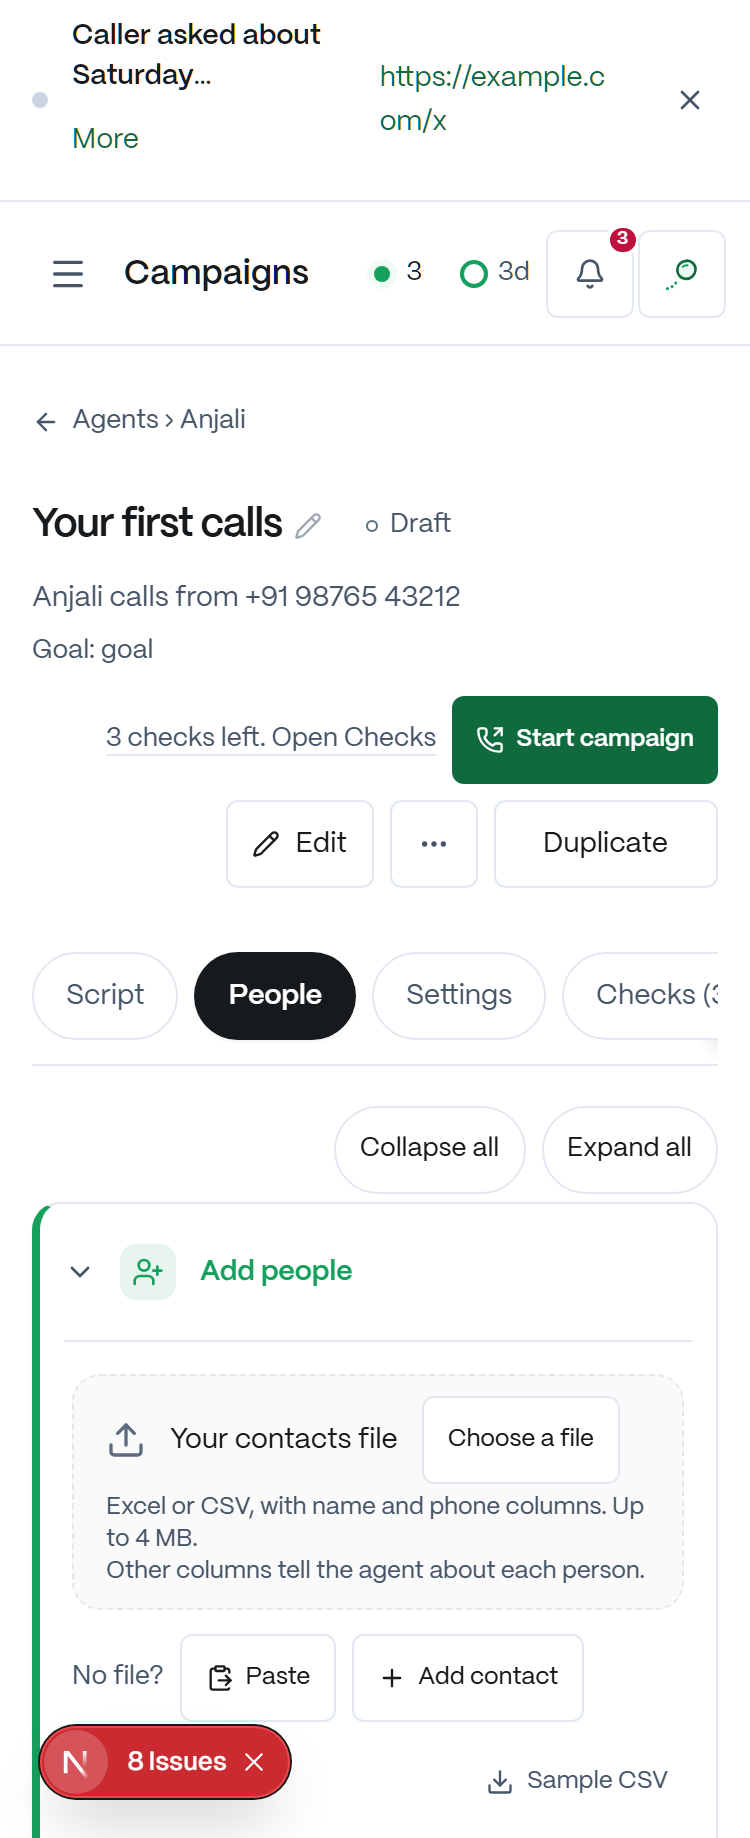 Caller asked about
Saturday...
More
https://example.c
om/x
Campaigns
3
3d
3
Agents › Anjali
Your first calls
Draft
Anjali calls from +91 98765 43212
Goal: goal
3 checks left. Open Checks
Start campaign
Edit
Duplicate
Script
People
Settings
Checks (3
Collapse all
Expand all
Add people
Your contacts file
Choose a file
Excel or CSV, with name and phone columns. Up
to 4 MB.
Other columns tell the agent about each person.
No file?
Paste
Add contact
N
8 Issues
Sample CSV